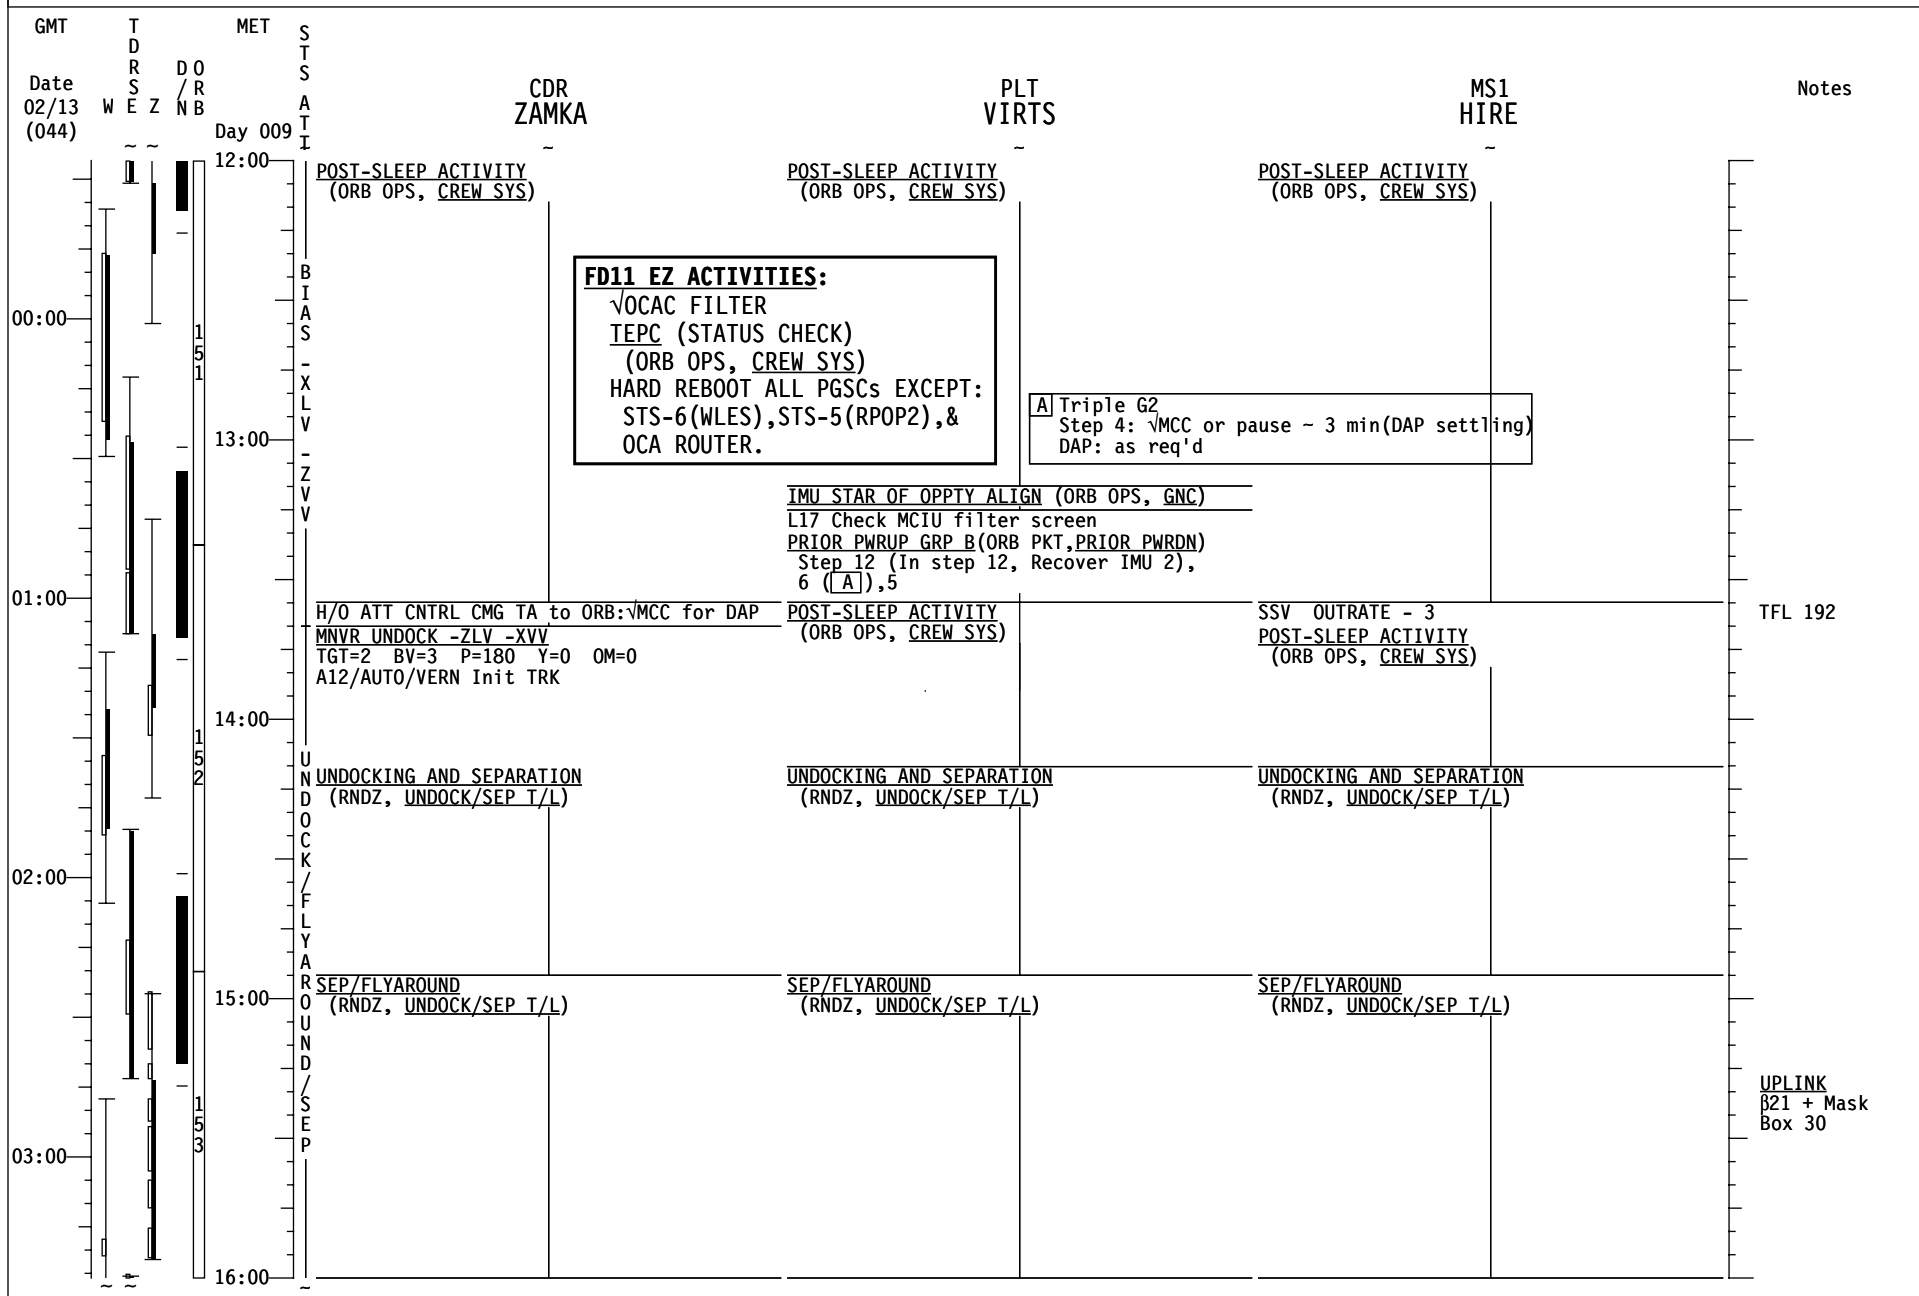 GMT
TDRSE
MET
STS ATT
Date
02/13
(044)
W
Z
D/N
ORB
Day 009
CDR
ZAMKA
PLT
VIRTS
MS1
HIRE
Notes
~ ~
~
~
~
12:00
POST-SLEEP ACTIVITY
(ORB OPS, CREW SYS)
POST-SLEEP ACTIVITY
(ORB OPS, CREW SYS)
POST-SLEEP ACTIVITY
(ORB OPS, CREW SYS)
BIAS -XLV -ZVV
FD11 EZ ACTIVITIES:
√OCAC FILTER
TEPC (STATUS CHECK)
(ORB OPS, CREW SYS)
HARD REBOOT ALL PGSCs EXCEPT:
STS-6(WLES),STS-5(RPOP2),&
OCA ROUTER.
00:00
151
A Triple G2
Step 4: √MCC or pause ~ 3 min(DAP settling)
DAP: as req'd
13:00
IMU STAR OF OPPTY ALIGN (ORB OPS, GNC)
L17 Check MCIU filter screen
PRIOR PWRUP GRP B(ORB PKT,PRIOR PWRDN)
Step 12 (In step 12, Recover IMU 2),
6 ( A ),5
01:00
H/O ATT CNTRL CMG TA to ORB:√MCC for DAP
MNVR UNDOCK -ZLV -XVV
TGT=2 BV=3 P=180 Y=0 OM=0
A12/AUTO/VERN Init TRK
POST-SLEEP ACTIVITY
(ORB OPS, CREW SYS)
SSV OUTRATE - 3
POST-SLEEP ACTIVITY
(ORB OPS, CREW SYS)
TFL 192
14:00
152
UNDOCK/FLYAROUND/SEP
UNDOCKING AND SEPARATION
(RNDZ, UNDOCK/SEP T/L)
UNDOCKING AND SEPARATION
(RNDZ, UNDOCK/SEP T/L)
UNDOCKING AND SEPARATION
(RNDZ, UNDOCK/SEP T/L)
02:00
15:00
SEP/FLYAROUND
(RNDZ, UNDOCK/SEP T/L)
SEP/FLYAROUND
(RNDZ, UNDOCK/SEP T/L)
SEP/FLYAROUND
(RNDZ, UNDOCK/SEP T/L)
UPLINK
β21 + Mask
Box 30
153
03:00
16:00
~ ~
~